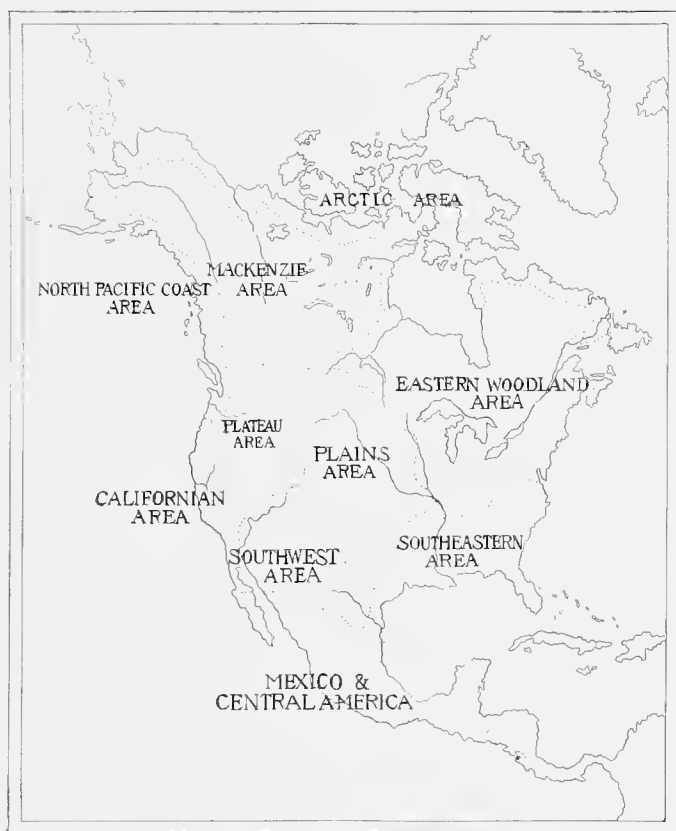 ARCTIC AREA
MACKENZIE
AREA
NORTH PACIFIC COAST
AREA
EASTERN WOODLAND
AREA
PLATEAU
AREA
PLAINS
AREA
CALIFORNIAN
AREA
SOUTHWEST
AREA
SOUTHEASTERN
AREA
MEXICO &
CENTRAL AMERICA